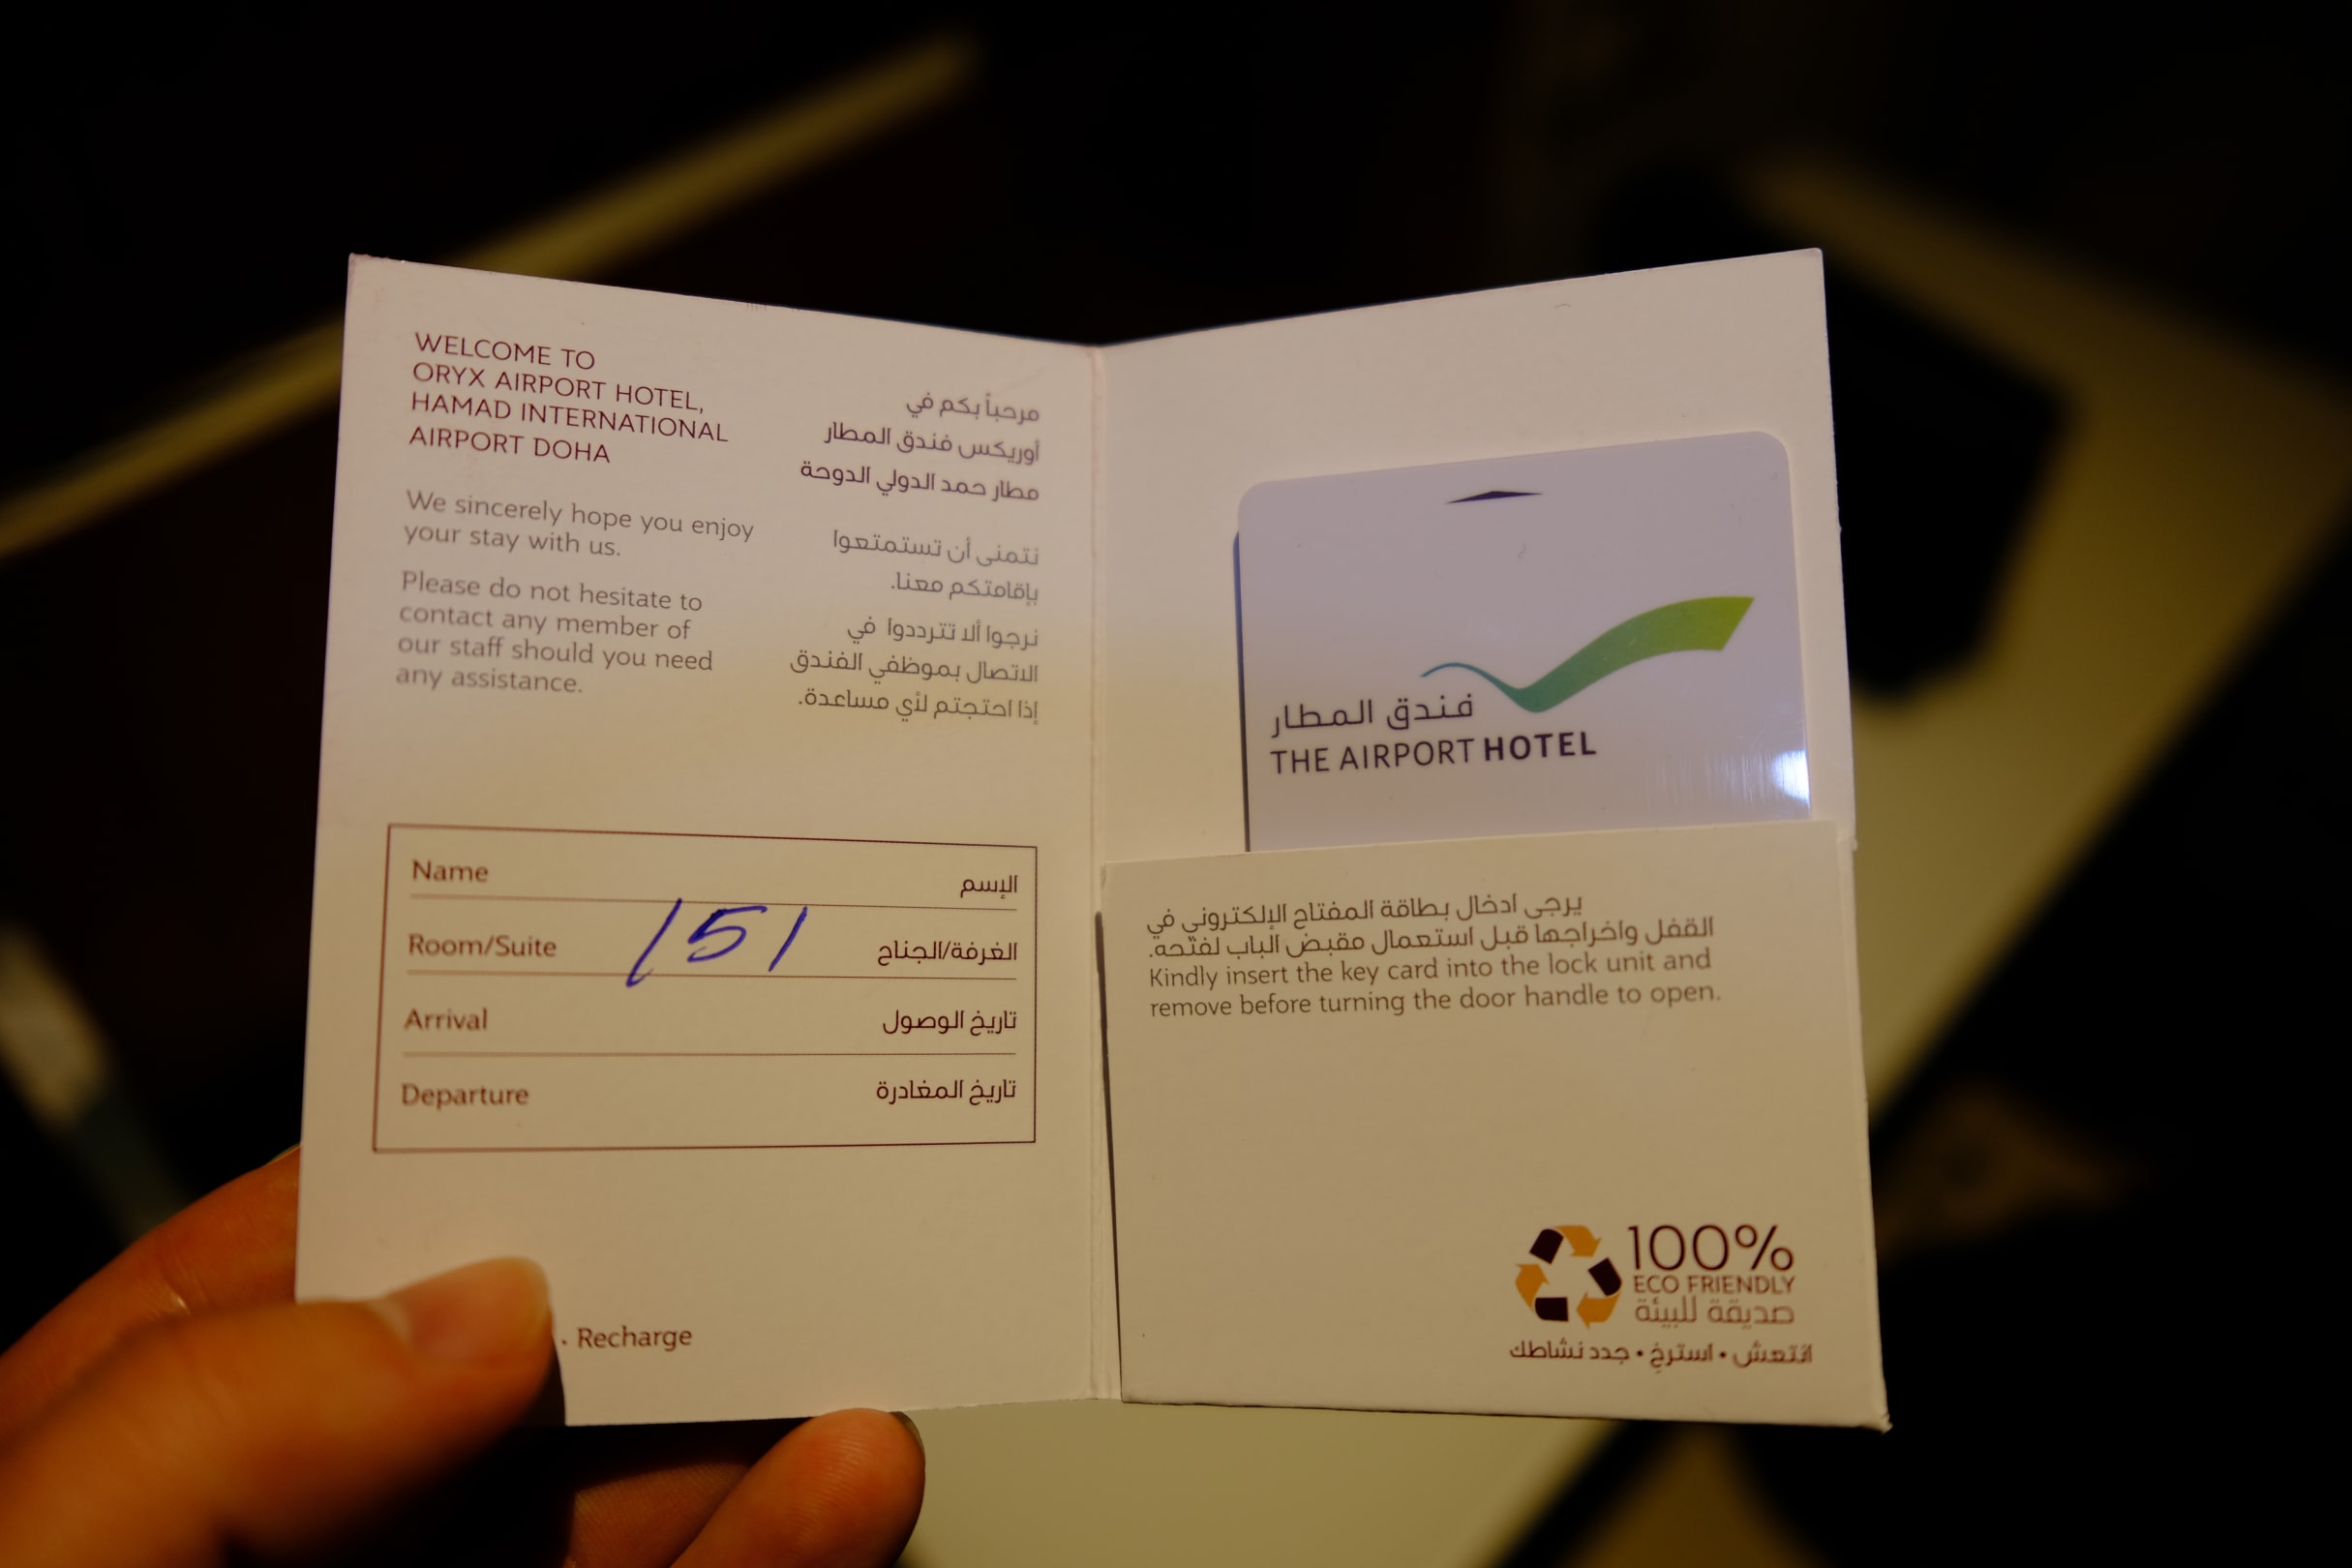 WELCOME TO
ORYX AIRPORT HOTEL,
HAMAD INTERNATIONAL
AIRPORT DOHA
We sincerely hope you enjoy
your stay with us.
Please do not hesitate to
contact any member of
our staff should you need
any assistance.
مرحباً بكم في
أوريكس فندق المطار
مطار حمد الدولي الدوحة
نتمنى أن تستمتعوا
بإقامتكم معنا.
نرجوا ألا تترددوا في
الاتصال بموظفي الفندق
إذا احتجتم لأي مساعدة.
Name الإسم
Room/Suite 151 الغرفة/الجناح
Arrival تاريخ الوصول
Departure تاريخ المغادرة
. Recharge
فندق المطار
THE AIRPORT HOTEL
يرجى ادخال بطاقة المفتاح الإلكتروني في
القفل واخراجها قبل استعمال مقبض الباب لفتحه.
Kindly insert the key card into the lock unit and
remove before turning the door handle to open.
100%
ECO FRIENDLY
صديقة للبيئة
انتعش • استرخِ • جدد نشاطك